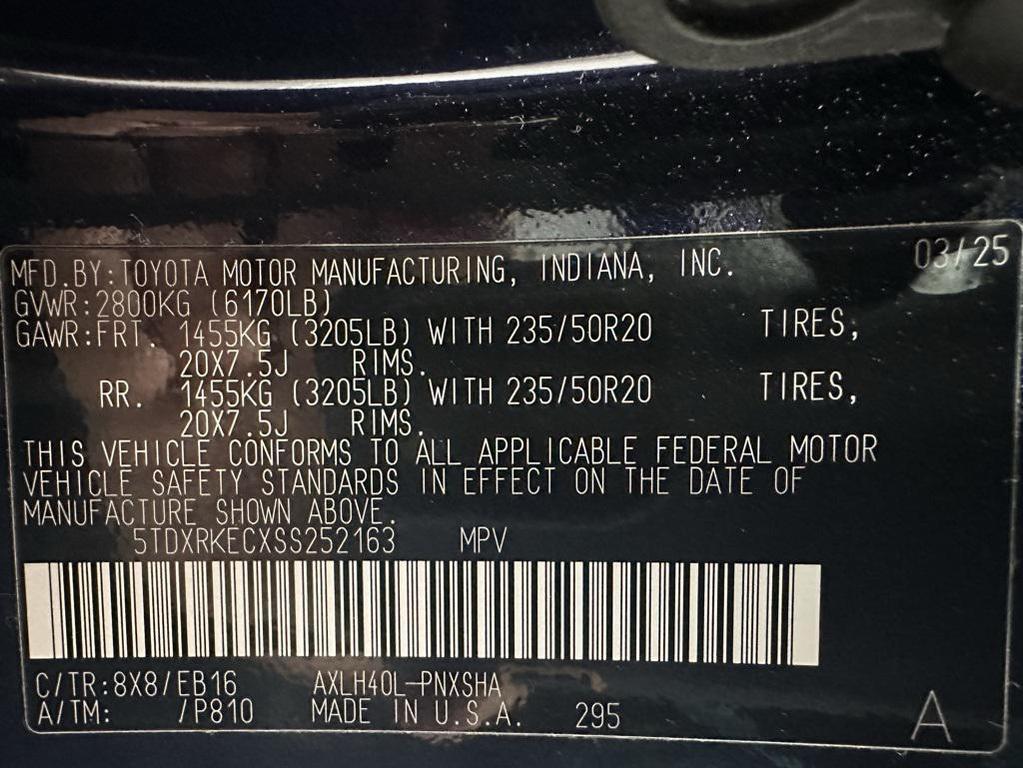 MFD.BY:TOYOTA MOTOR MANUFACTURING, INDIANA, INC. 03/25
GVWR:2800KG (6170LB)
GAWR:FRT. 1455KG (3205LB) WITH 235/50R20 TIRES,
20X7.5J RIMS.
RR. 1455KG (3205LB) WITH 235/50R20 TIRES,
20X7.5J RIMS.
THIS VEHICLE CONFORMS TO ALL APPLICABLE FEDERAL MOTOR
VEHICLE SAFETY STANDARDS IN EFFECT ON THE DATE OF
MANUFACTURE SHOWN ABOVE.
5TDXRKECXSS252163 MPV
C/TR:8X8/EB16 AXLH40L-PNXSHA
A/TM: /P810 MADE IN U.S.A. 295 A